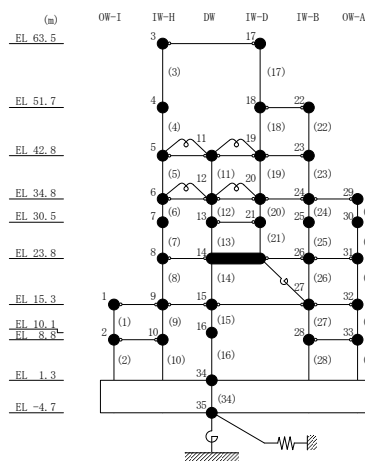 (m) OW-I IW-H DW IW-D IW-B OW-A
EL 63.5 3 17
(3) (17)
EL 51.7 4 18 22
(4) 11 19 (18) (22)
EL 42.8 5 23
(5) 12 (11) 20 (19) (23)
EL 34.8 6 24 29
(6) (12) (20) (24)
EL 30.5 7 13 21 25 30
(7) (13) (21) (25)
EL 23.8 8 14 26 31
(8) (14) 27 (26)
EL 15.3 1 9 15 32
(1) (9) (15) (27)
EL 10.1 16
EL 8.8 2 10 28 33
(2) (10) (16) (28)
EL 1.3 34
(34)
EL -4.7 35